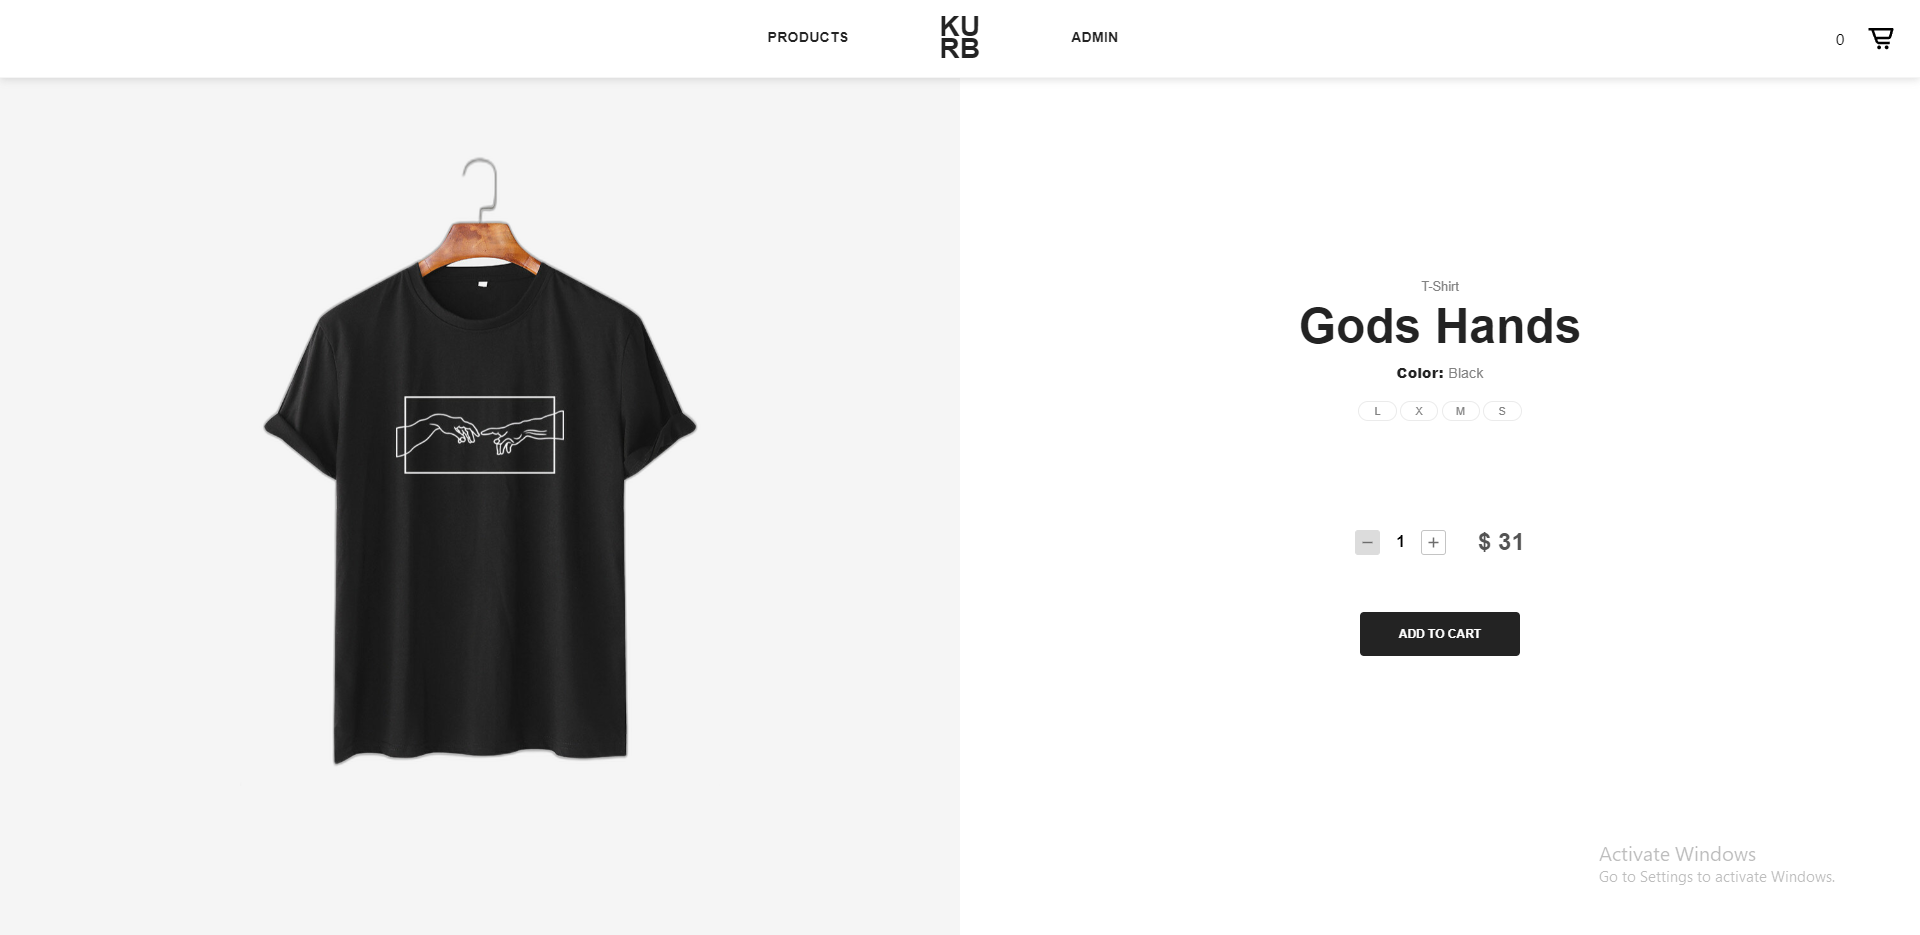 PRODUCTS
KU
RB
ADMIN
0
T-Shirt
Gods Hands
Color: Black
L X M S
− 1 + $ 31
ADD TO CART
Activate Windows
Go to Settings to activate Windows.